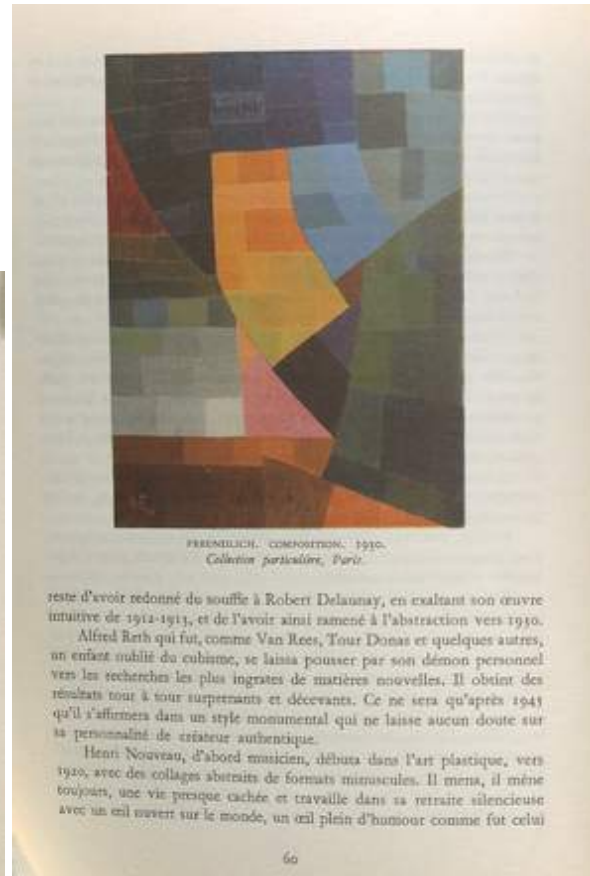 FREUNDLICH. COMPOSITION. 1930.
Collection particulière, Paris.
reste d'avoir redonné du souffle à Robert Delaunay, en exaltant son œuvre
intuitive de 1912-1913, et de l'avoir ainsi ramené à l'abstraction vers 1930.
Alfred Reth qui fut, comme Van Rees, Tour Donas et quelques autres,
un enfant oublié du cubisme, se laissa pousser par son démon personnel
vers les recherches les plus ingrates de matières nouvelles. Il obtint des
résultats tour à tour surprenants et décevants. Ce ne sera qu'après 1945
qu'il s'affirmera dans un style monumental qui ne laisse aucun doute sur
sa personnalité de créateur authentique.
Henri Nouveau, d'abord musicien, débuta dans l'art plastique, vers
1920, avec des collages abstraits de formats minuscules. Il mena, il mène
toujours, une vie presque cachée et travaille dans sa retraite silencieuse
avec un œil ouvert sur le monde, un œil plein d'humour comme fut celui
60